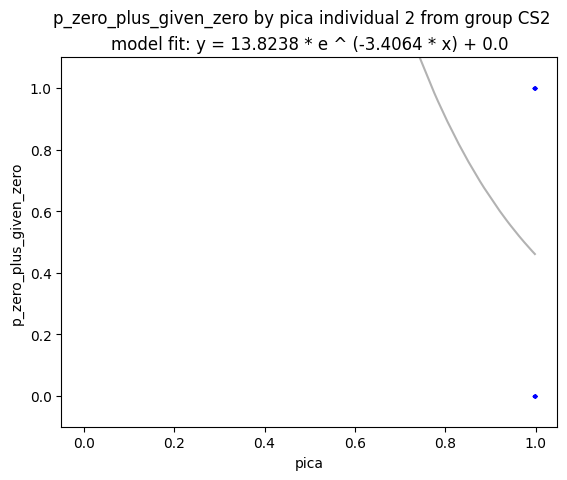 p_zero_plus_given_zero by pica individual 2 from group CS2
model fit: y = 13.8238 * e ^ (-3.4064 * x) + 0.0
1.0
0.8
0.6
0.4
0.2
0.0
p_zero_plus_given_zero
0.0 0.2 0.4 0.6 0.8 1.0
pica